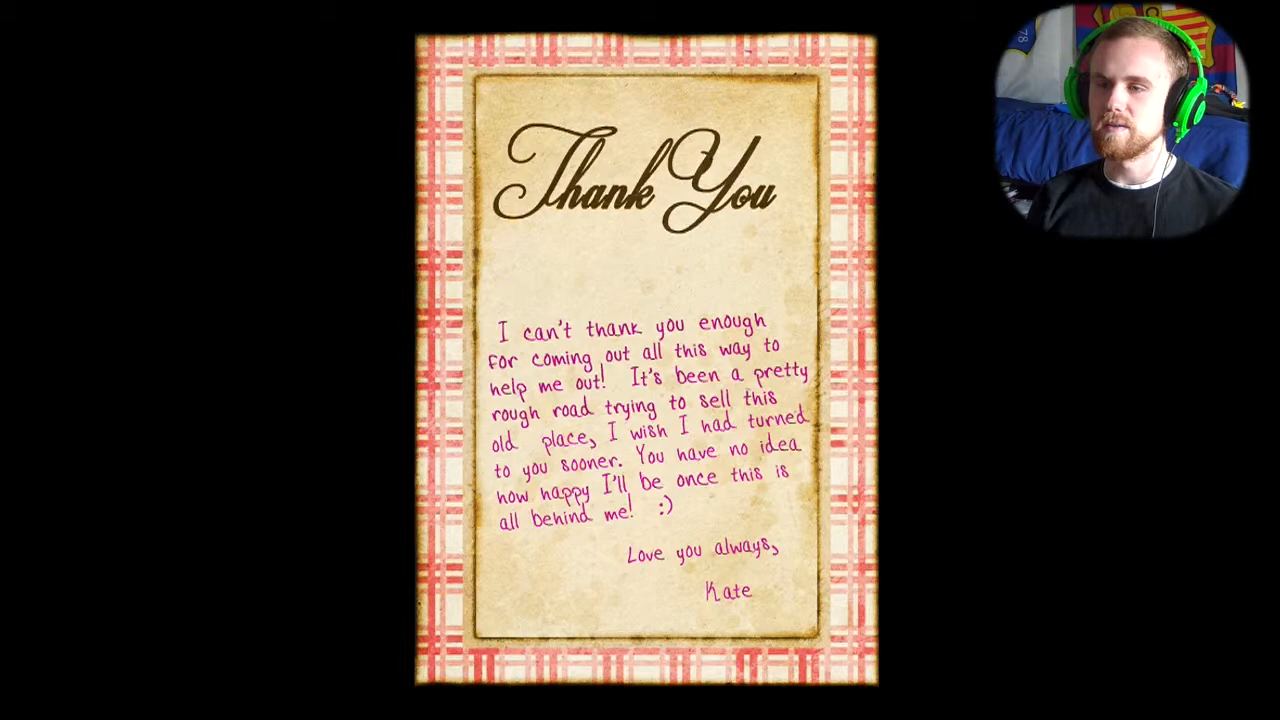 Thank You
I can't thank you enough
for coming out all this way to
help me out! It's been a pretty
rough road trying to sell this
old place, I wish I had turned
to you sooner. You have no idea
how happy I'll be once this is
all behind me! :)
Love you always,
Kate
78